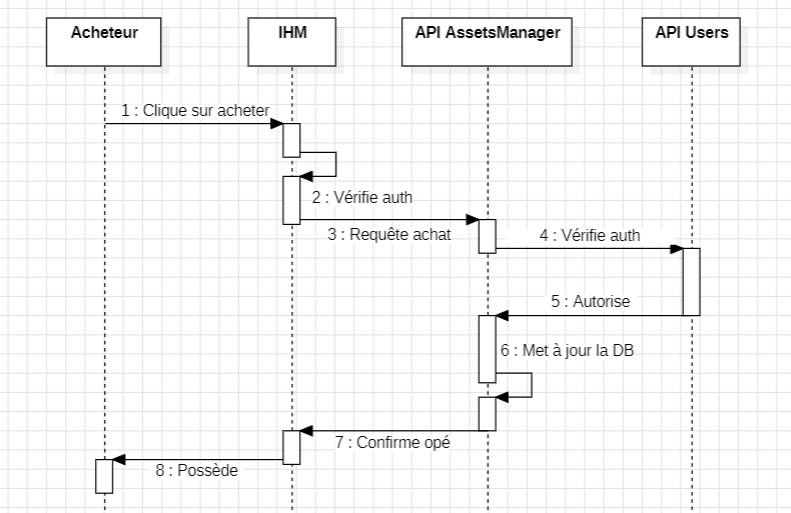 Acheteur
IHM
API AssetsManager
API Users
1 : Clique sur acheter
2 : Vérifie auth
3 : Requête achat
4 : Vérifie auth
5 : Autorise
6 : Met à jour la DB
7 : Confirme opé
8 : Possède